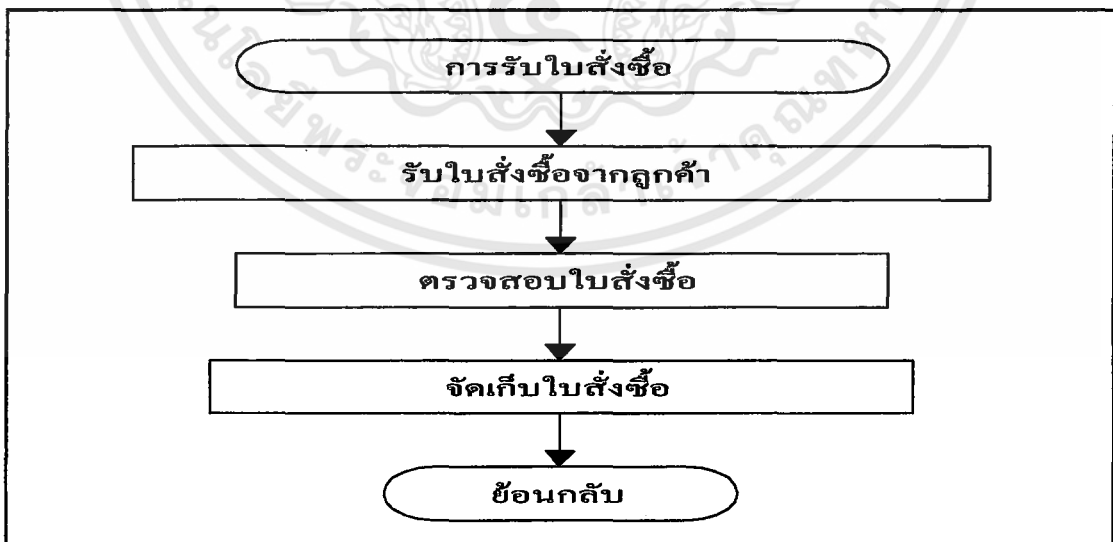 การรับใบสั่งซื้อ
รับใบสั่งซื้อจากลูกค้า
ตรวจสอบใบสั่งซื้อ
จัดเก็บใบสั่งซื้อ
ย้อนกลับ